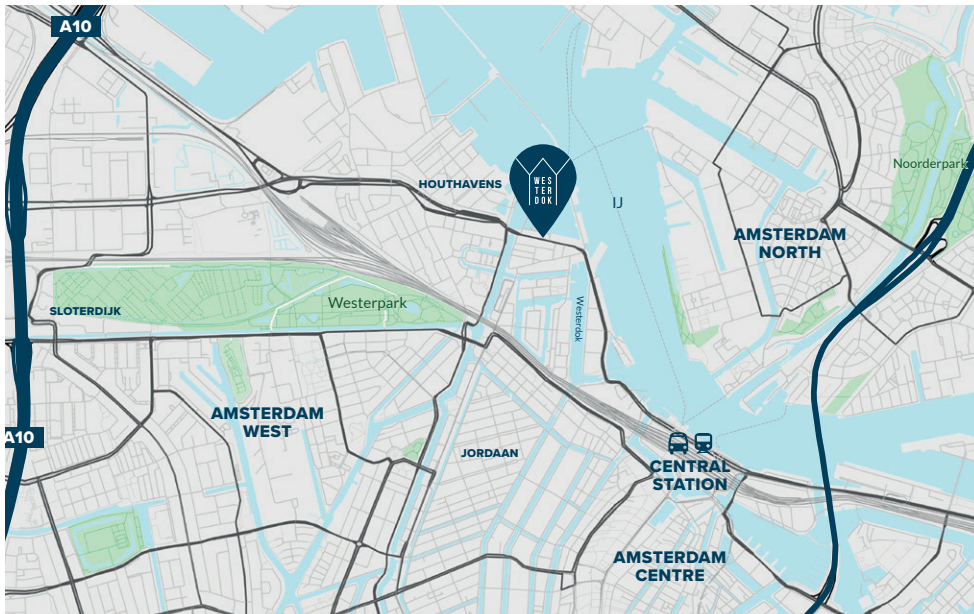 A10
Noorderpark
HOUTHAVENS
WES
TER
DOK
IJ
AMSTERDAM
NORTH
Westerpark
SLOTERDIJK
Westerdok
AMSTERDAM
WEST
A10
JORDAAN
CENTRAL
STATION
AMSTERDAM
CENTRE